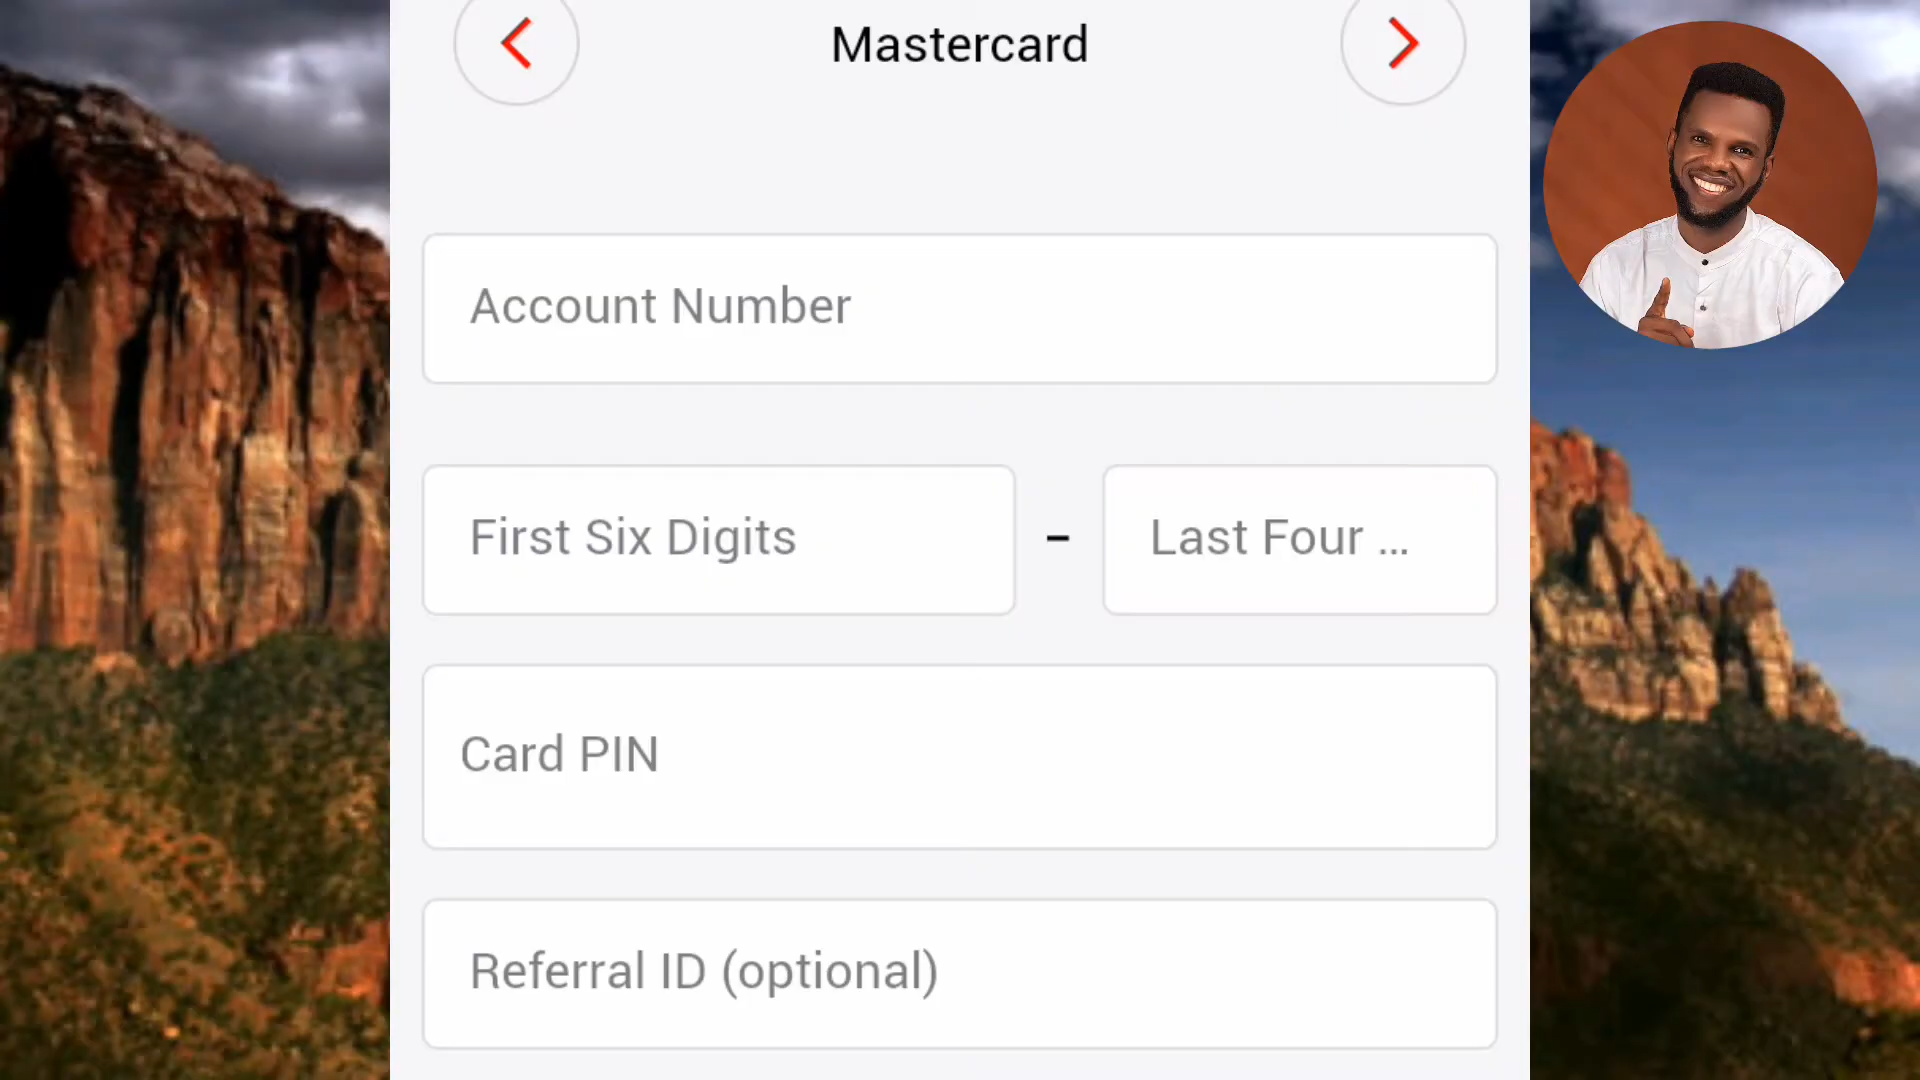 Mastercard
Account Number
First Six Digits
-
Last Four ...
Card PIN
Referral ID (optional)